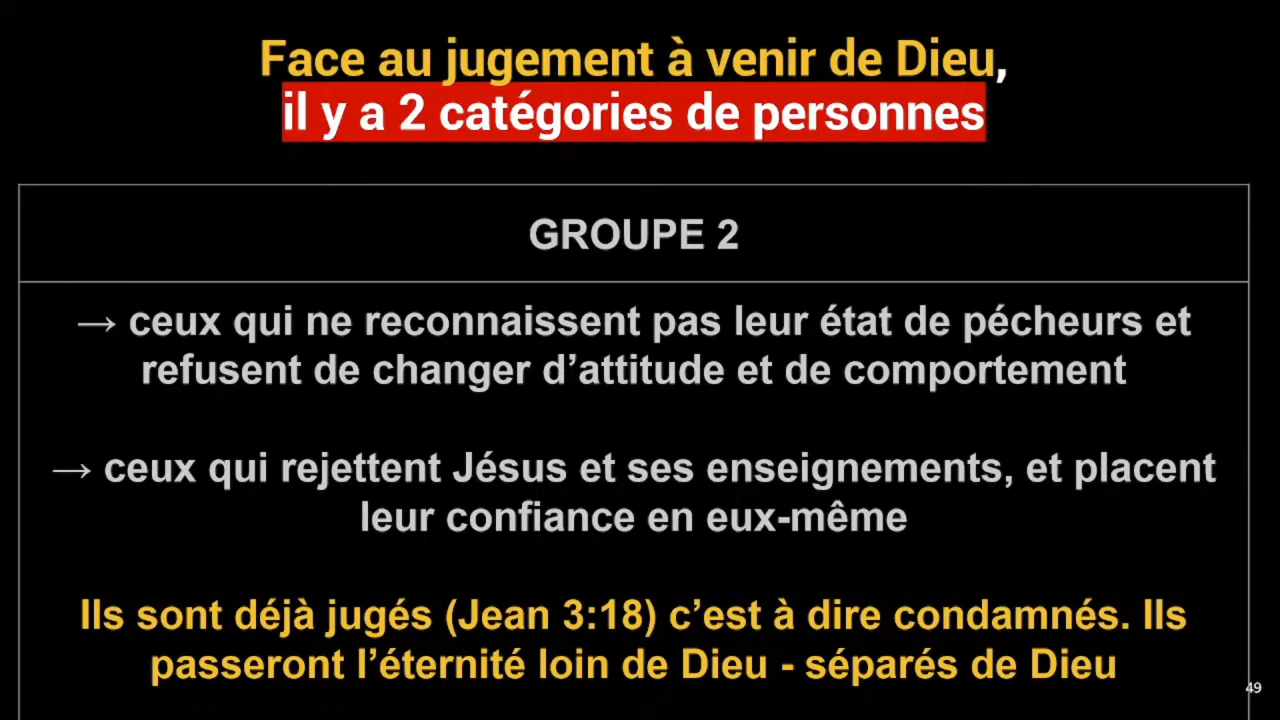 Face au jugement à venir de Dieu,
il y a 2 catégories de personnes
GROUPE 2
→ ceux qui ne reconnaissent pas leur état de pécheurs et
refusent de changer d’attitude et de comportement
→ ceux qui rejettent Jésus et ses enseignements, et placent
leur confiance en eux-même
Ils sont déjà jugés (Jean 3:18) c’est à dire condamnés. Ils
passeront l’éternité loin de Dieu - séparés de Dieu
49